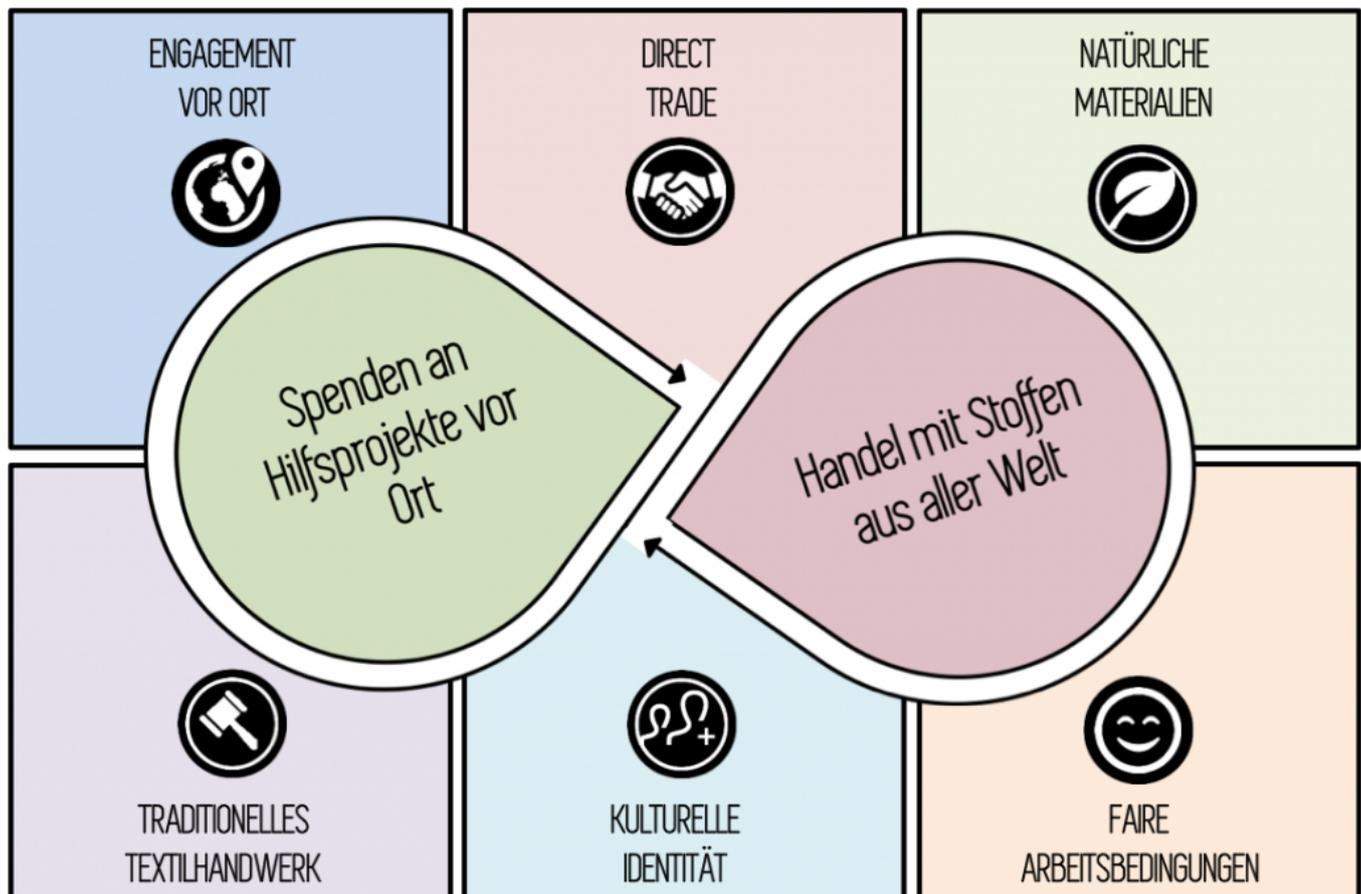 ENGAGEMENT
VOR ORT
DIRECT
TRADE
NATÜRLICHE
MATERIALIEN
Spenden an
Hilfsprojekte vor
Ort
Handel mit Stoffen
aus aller Welt
TRADITIONELLES
TEXTILHANDWERK
KULTURELLE
IDENTITÄT
FAIRE
ARBEITSBEDINGUNGEN